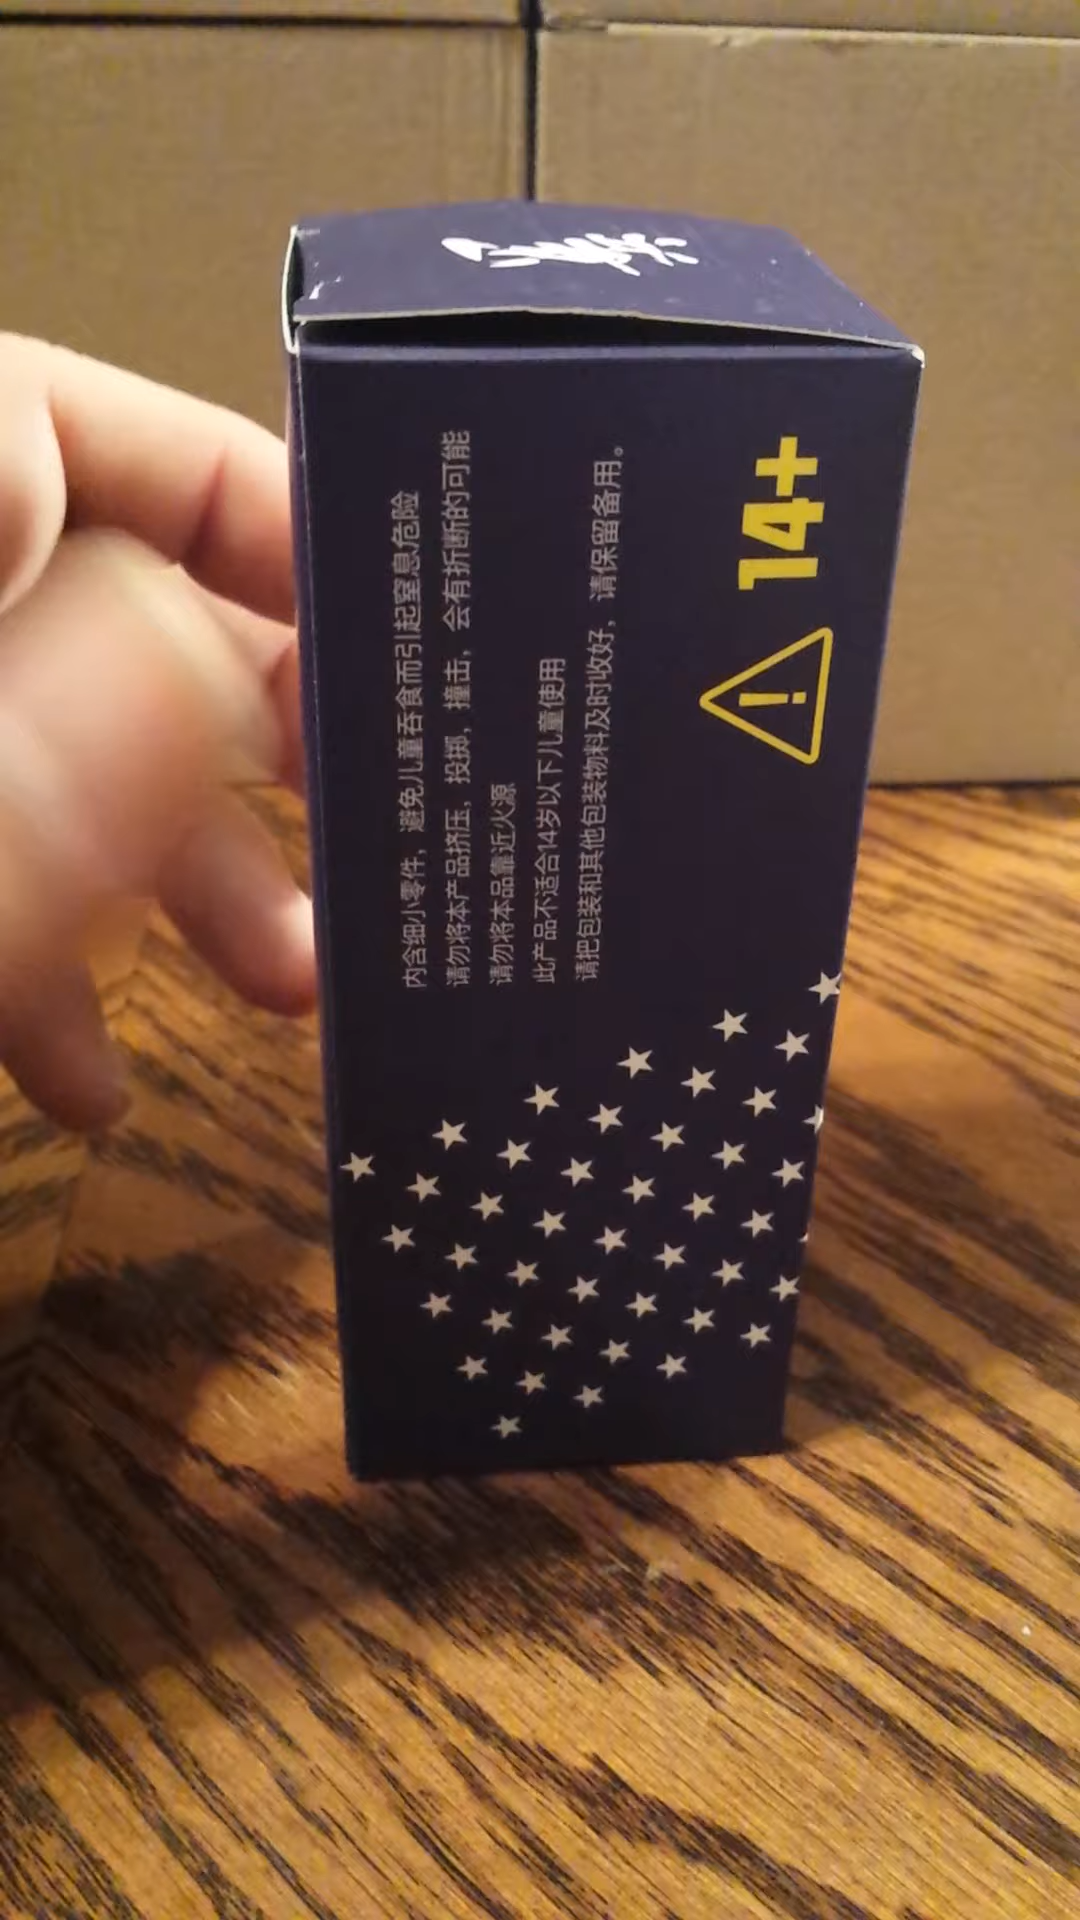 内含细小零件，避免儿童吞食而引起窒息危险
请勿将本产品挤压，投掷，撞击，会有折断的可能
请勿将本品靠近火源
此产品不适合14岁以下儿童使用
请把包装和其他包装物料及时收好，请保留备用。
14+